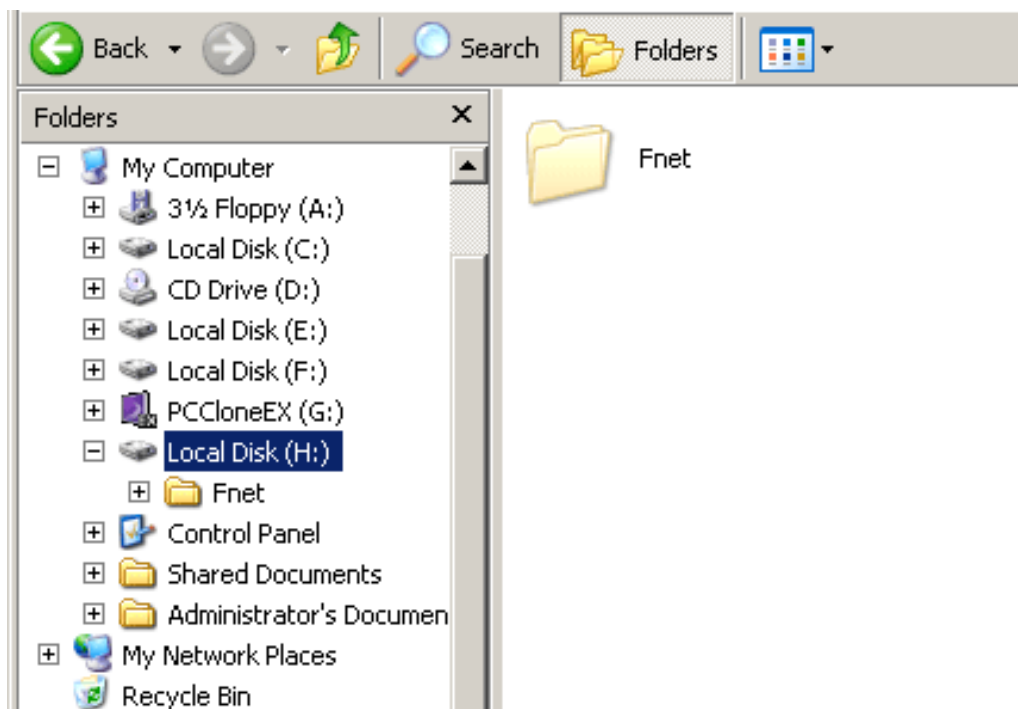 Back Search Folders
Folders
My Computer
3½ Floppy (A:)
Local Disk (C:)
CD Drive (D:)
Local Disk (E:)
Local Disk (F:)
PCCloneEX (G:)
Local Disk (H:)
Fnet
Control Panel
Shared Documents
Administrator's Documen
My Network Places
Recycle Bin
Fnet